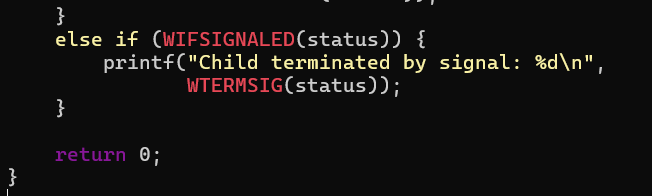 }
else if (WIFSIGNALED(status)) {
printf("Child terminated by signal: %d\n",
WTERMSIG(status));
}
return 0;
}